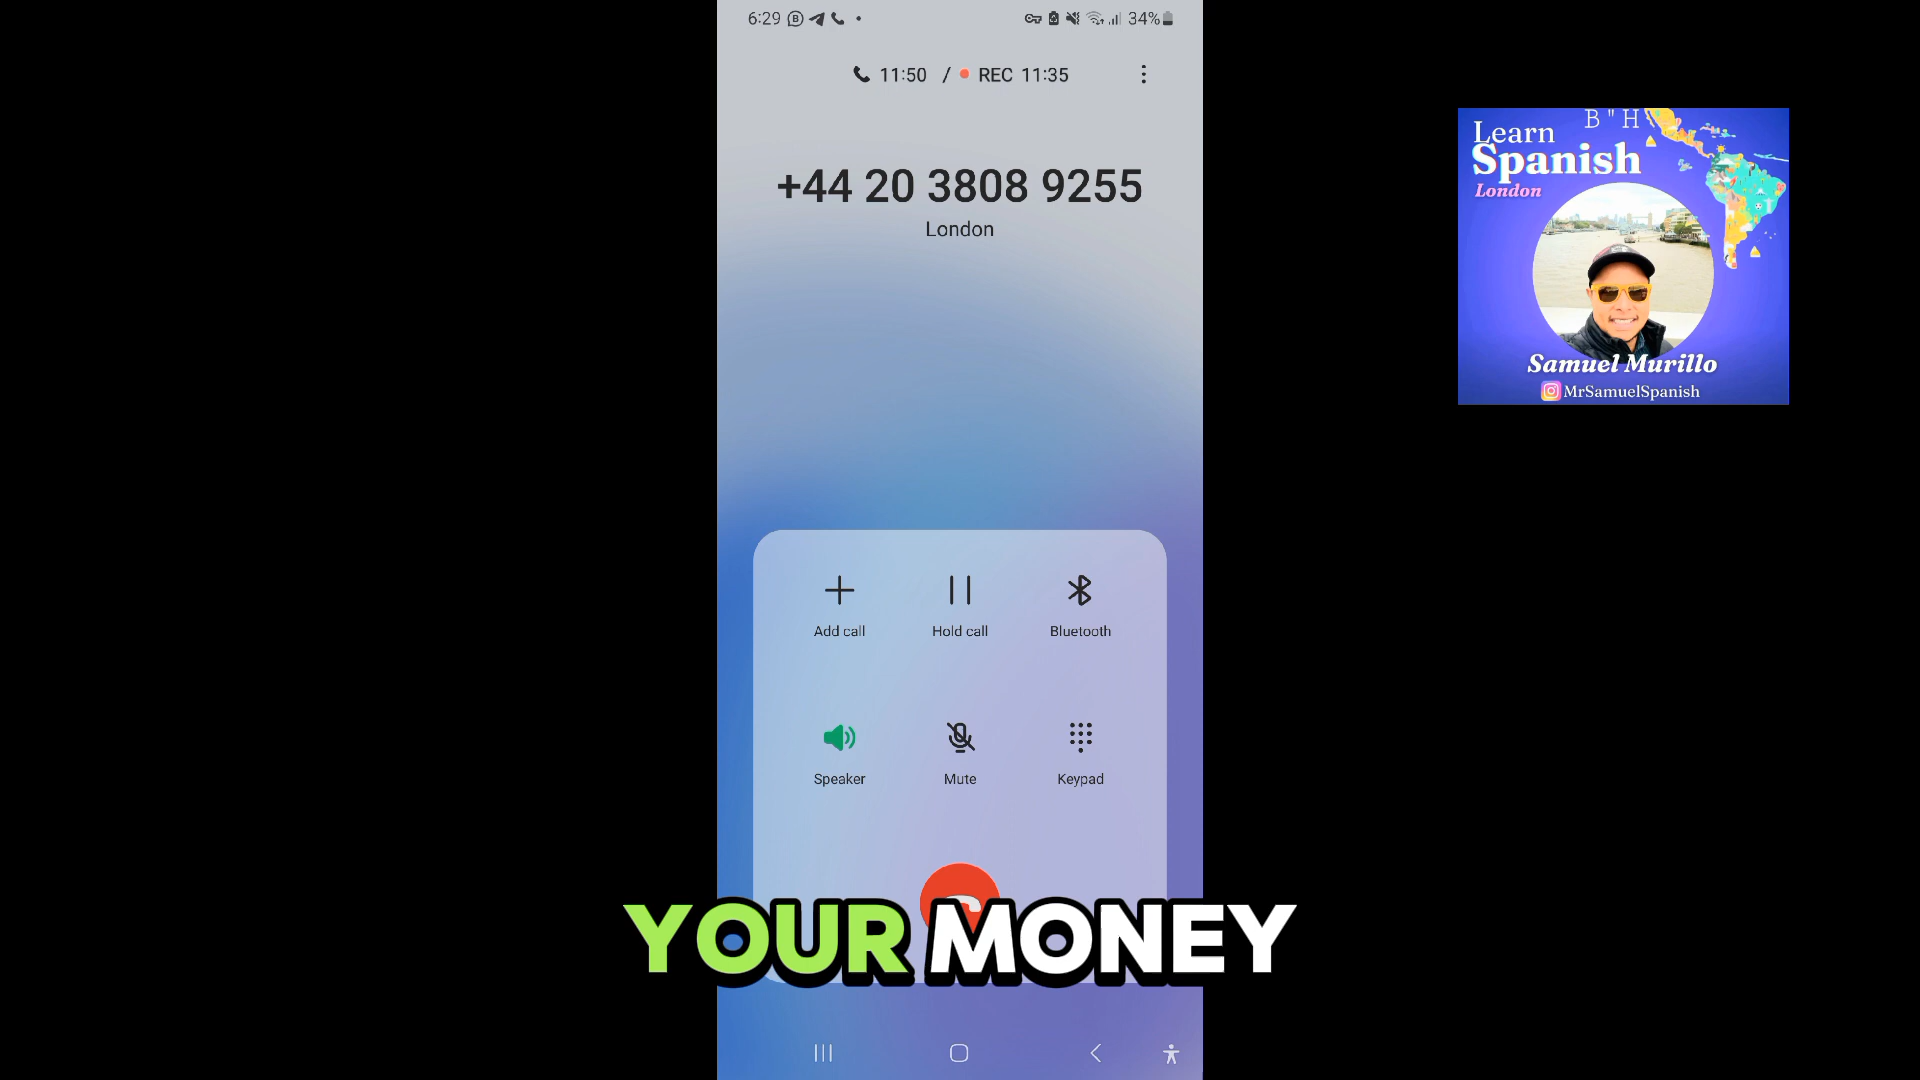 6:29
34%
11:50 / REC 11:35
+44 20 3808 9255
London
Add call
Hold call
Bluetooth
Speaker
Mute
Keypad
YOUR MONEY
B"H
Learn
Spanish
London
Samuel Murillo
MrSamuelSpanish